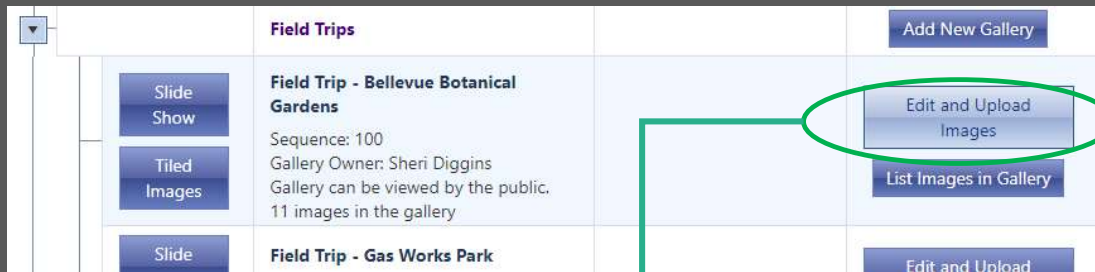 Field Trips
Add New Gallery
Slide
Show
Tiled
Images
Field Trip - Bellevue Botanical
Gardens
Sequence: 100
Gallery Owner: Sheri Diggins
Gallery can be viewed by the public.
11 images in the gallery
Edit and Upload
Images
List Images in Gallery
Slide
Field Trip - Gas Works Park
Edit and Upload